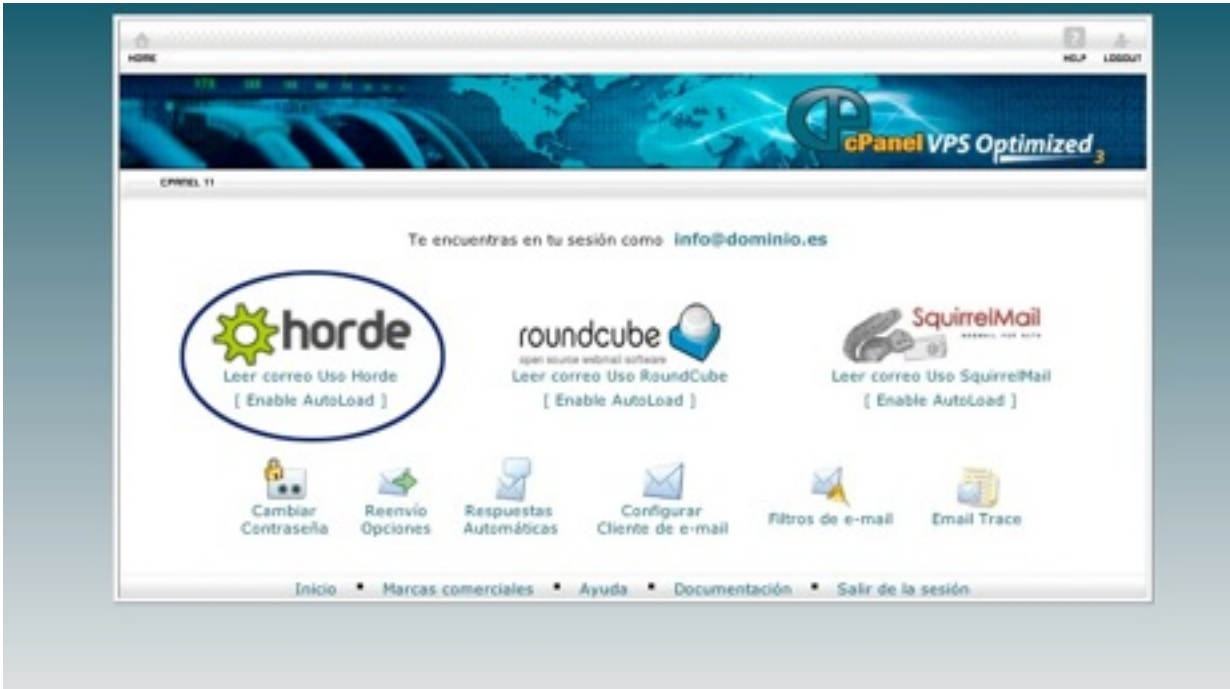 HOME
HELP LOGOUT
cPanel VPS Optimized 3
CPANEL 11
Te encuentras en tu sesión como info@dominio.es
horde
Leer correo Uso Horde
[ Enable AutoLoad ]
roundcube
open source webmail software
Leer correo Uso RoundCube
[ Enable AutoLoad ]
SquirrelMail
Leer correo Uso SquirrelMail
[ Enable AutoLoad ]
Cambiar
Contraseña
Reenvío
Opciones
Respuestas
Automáticas
Configurar
Cliente de e-mail
Filtros de e-mail
Email Trace
Inicio ▪ Marcas comerciales ▪ Ayuda ▪ Documentación ▪ Salir de la sesión